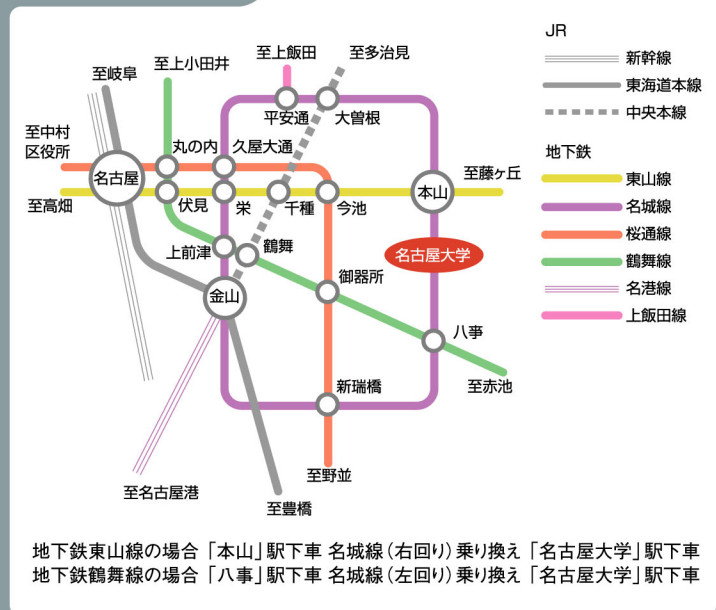 JR
新幹線
東海道本線
中央本線
地下鉄
東山線
名城線
桜通線
鶴舞線
名港線
上飯田線
至岐阜
至上小田井
至上飯田
至多治見
平安通
大曽根
至中村
区役所
丸の内
久屋大通
名古屋
本山
至藤ヶ丘
至高畑
伏見
栄
千種
今池
上前津
鶴舞
名古屋大学
御器所
金山
八事
新瑞橋
至赤池
至野並
至名古屋港
至豊橋
地下鉄東山線の場合「本山」駅下車 名城線(右回り)乗り換え「名古屋大学」駅下車
地下鉄鶴舞線の場合「八事」駅下車 名城線(左回り)乗り換え「名古屋大学」駅下車